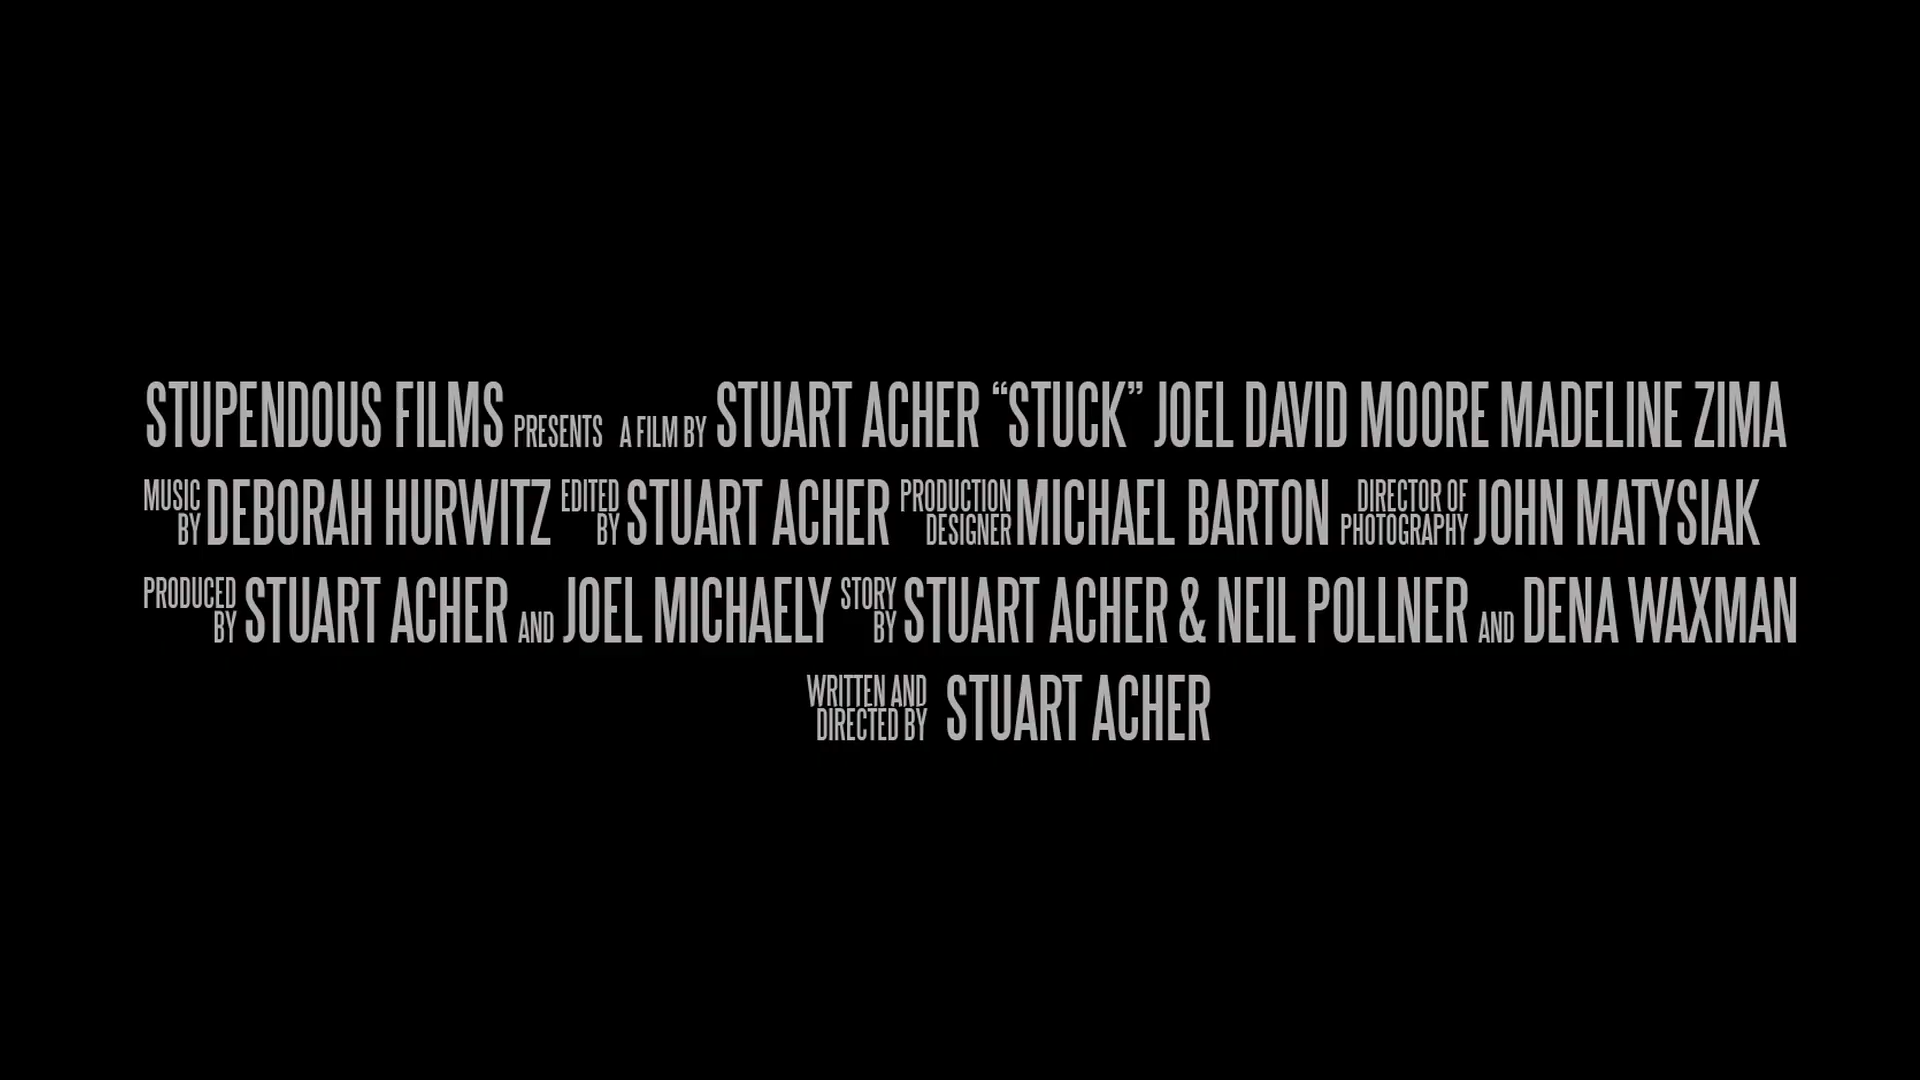 STUPENDOUS FILMS PRESENTS A FILM BY STUART ACHER “STUCK” JOEL DAVID MOORE MADELINE ZIMA
MUSIC BY DEBORAH HURWITZ EDITED BY STUART ACHER PRODUCTION DESIGNER MICHAEL BARTON DIRECTOR OF PHOTOGRAPHY JOHN MATYSIAK
PRODUCED BY STUART ACHER AND JOEL MICHAELY STORY BY STUART ACHER & NEIL POLLNER AND DENA WAXMAN
WRITTEN AND DIRECTED BY STUART ACHER